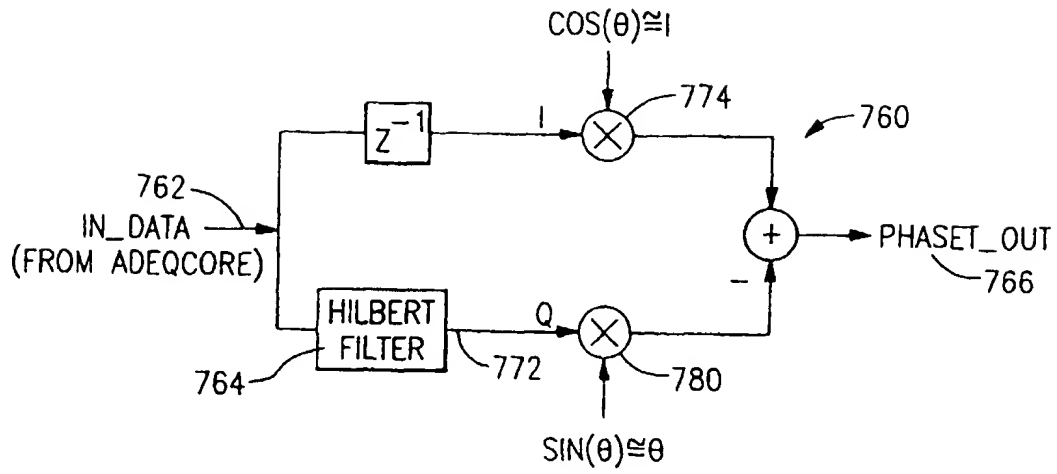 COS(θ)≅1
774
760
Z⁻¹
I
762
IN_DATA
(FROM ADEQCORE)
+
PHASET_OUT
766
−
HILBERT
FILTER
Q
764
772
780
SIN(θ)≅θ